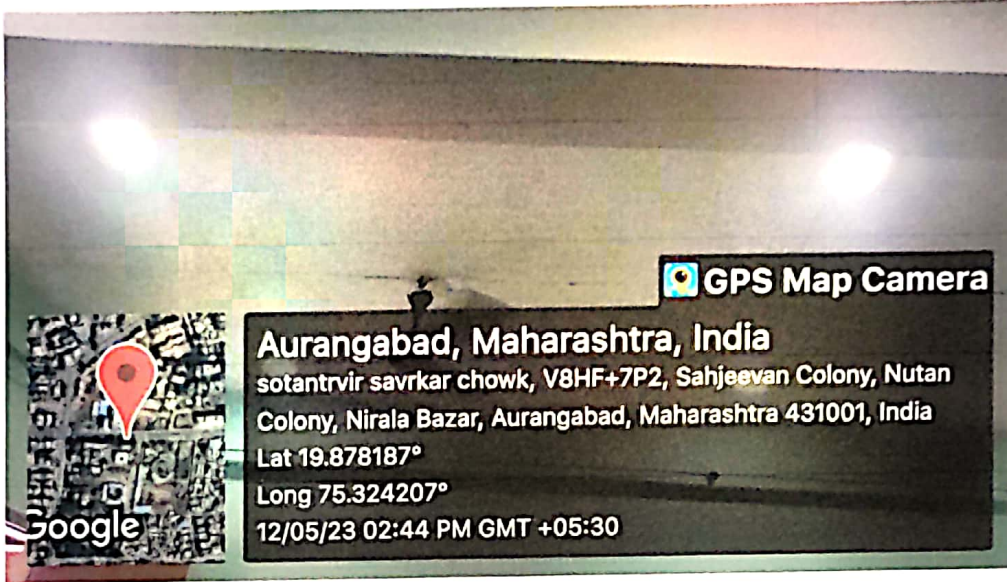 GPS Map Camera
Aurangabad, Maharashtra, India
sotantrvir savrkar chowk, V8HF+7P2, Sahjeevan Colony, Nutan
Colony, Nirala Bazar, Aurangabad, Maharashtra 431001, India
Lat 19.878187°
Long 75.324207°
12/05/23 02:44 PM GMT +05:30
Google